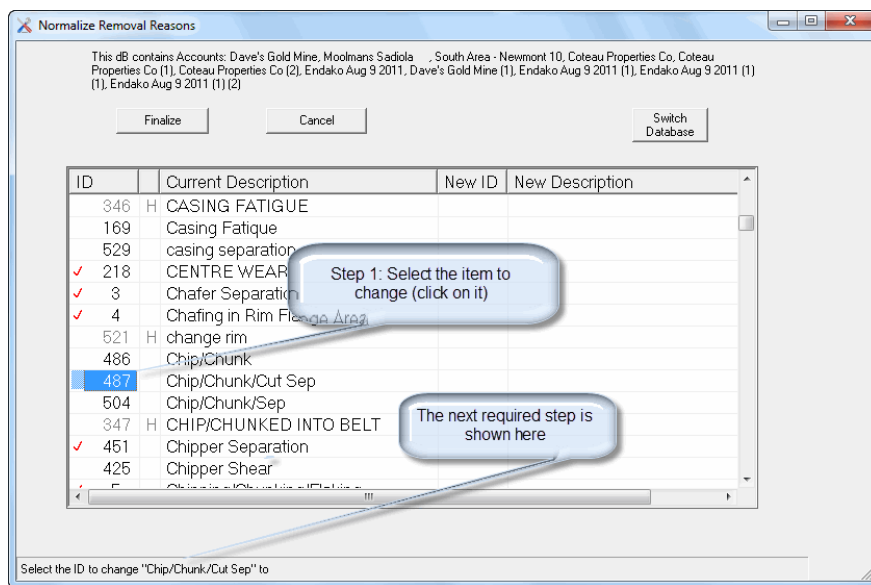 Normalize Removal Reasons
This dB contains Accounts: Dave's Gold Mine, Moolmans Sadiola , South Area - Newmont 10, Coteau Properties Co, Coteau
Properties Co (1), Coteau Properties Co (2), Endako Aug 9 2011, Dave's Gold Mine (1), Endako Aug 9 2011 (1), Endako Aug 9 2011 (1)
(1), Endako Aug 9 2011 (1) (2)
Finalize Cancel Switch
Database
ID Current Description New ID New Description
346 H CASING FATIGUE
169 Casing Fatique
529 casing separation
218 CENTRE WEAR
3 Chafer Separation
4 Chafing in Rim Flange Area
521 H change rim
486 Chip/Chunk
487 Chip/Chunk/Cut Sep
504 Chip/Chunk/Sep
347 H CHIP/CHUNKED INTO BELT
451 Chipper Separation
425 Chipper Shear
5 Chipping/Chunking/Flaking
Step 1: Select the item to
change (click on it)
The next required step is
shown here
Select the ID to change "Chip/Chunk/Cut Sep" to